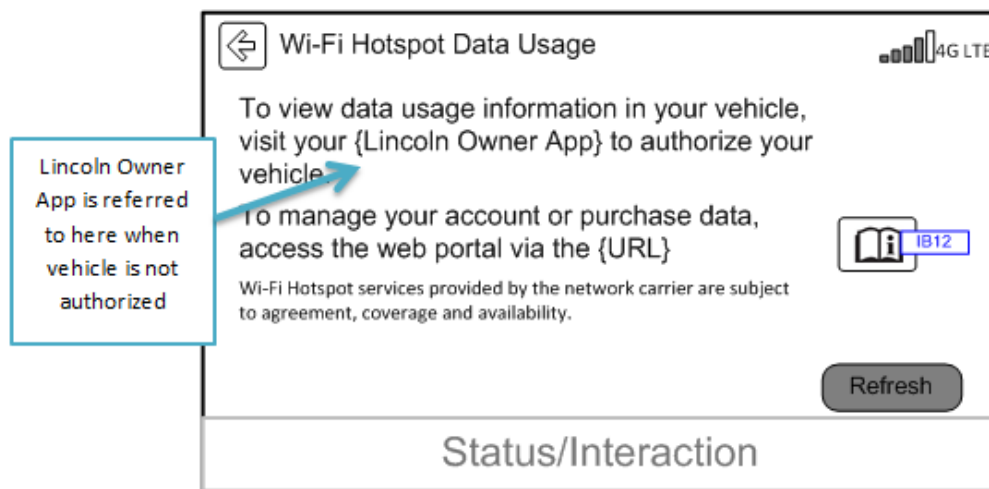 Wi-Fi Hotspot Data Usage
4G LTE
To view data usage information in your vehicle,
visit your {Lincoln Owner App} to authorize your
vehicle.
To manage your account or purchase data,
access the web portal via the {URL}
IB12
Wi-Fi Hotspot services provided by the network carrier are subject
to agreement, coverage and availability.
Refresh
Status/Interaction
Lincoln Owner
App is referred
to here when
vehicle is not
authorized